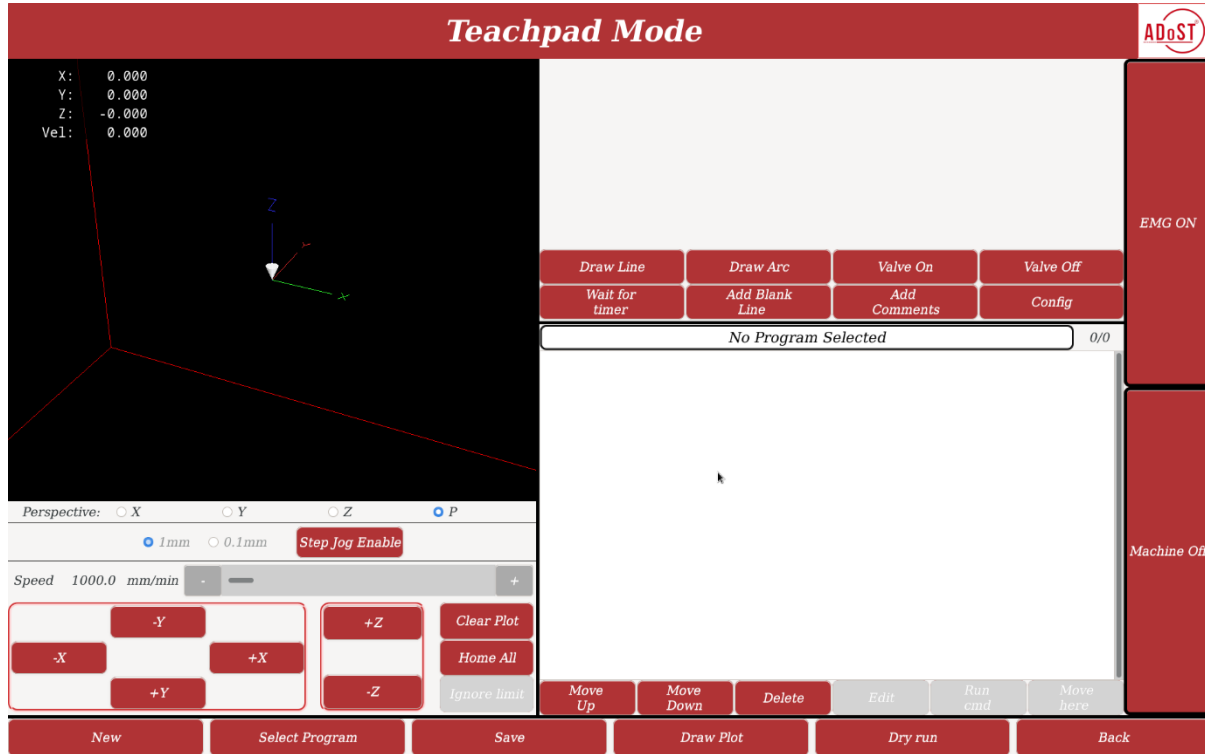 Teachpad Mode
ADoST
X: 0.000
Y: 0.000
Z: -0.000
Vel: 0.000
Z
Y
X
EMG ON
Draw Line
Draw Arc
Valve On
Valve Off
Wait for
timer
Add Blank
Line
Add
Comments
Config
No Program Selected
0/0
Machine Off
Perspective: X Y Z P
1mm 0.1mm Step Jog Enable
Speed 1000.0 mm/min - +
-Y
-X
+X
+Y
+Z
-Z
Clear Plot
Home All
Ignore limit
Move
Up
Move
Down
Delete
Edit
Run
cmd
Move
here
New
Select Program
Save
Draw Plot
Dry run
Back